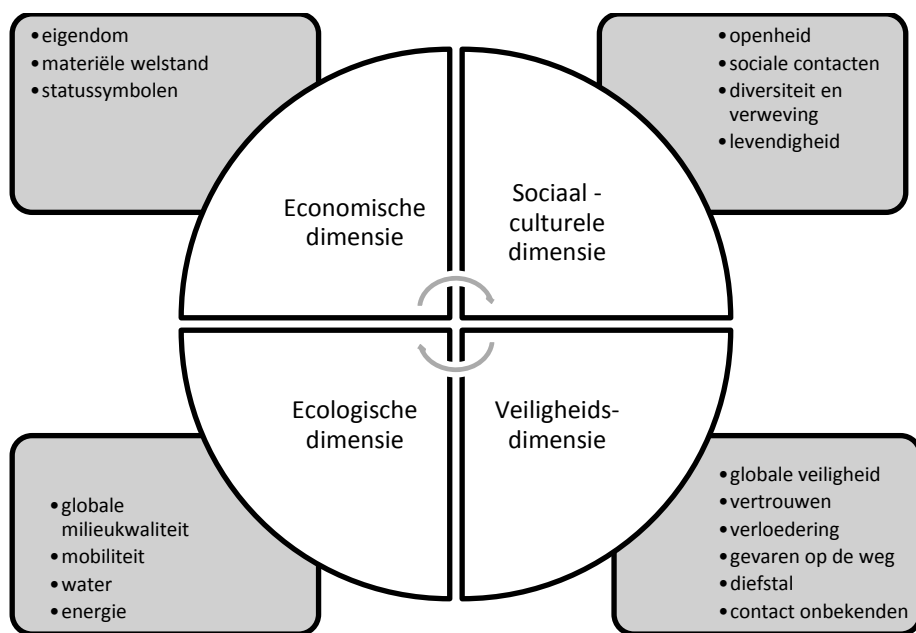 • eigendom
• materiële welstand
• statussymbolen
• openheid
• sociale contacten
• diversiteit en
verweving
• levendigheid
Economische
dimensie
Sociaal -
culturele
dimensie
Ecologische
dimensie
Veiligheids-
dimensie
• globale
milieukwaliteit
• mobiliteit
• water
• energie
• globale veiligheid
• vertrouwen
• verloedering
• gevaren op de weg
• diefstal
• contact onbekenden